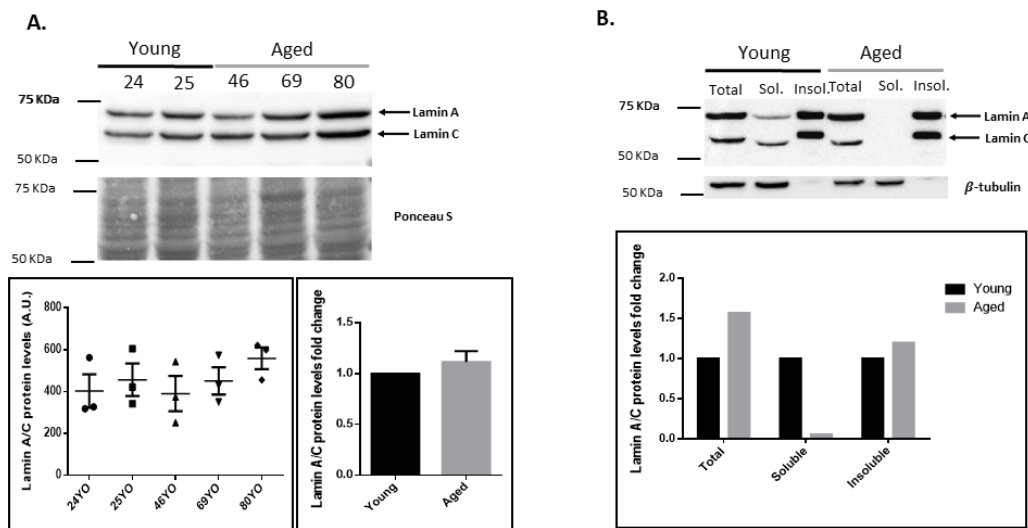 A.
Young Aged
24 25 46 69 80
75 KDa
Lamin A
Lamin C
50 KDa
75 KDa
Ponceau S
50 KDa
Lamin A/C protein levels (A.U.)
800
600
400
200
0
24YO 25YO 46YO 69YO 80YO
Lamin A/C protein levels fold change
1.5
1.0
0.5
0.0
Young Aged
B.
Young Aged
Total Sol. Insol. Total Sol. Insol.
75 KDa
Lamin A
Lamin C
50 KDa
50 KDa
β-tubulin
Lamin A/C protein levels fold change
2.0
1.5
1.0
0.5
0.0
Total Soluble Insoluble
Young
Aged